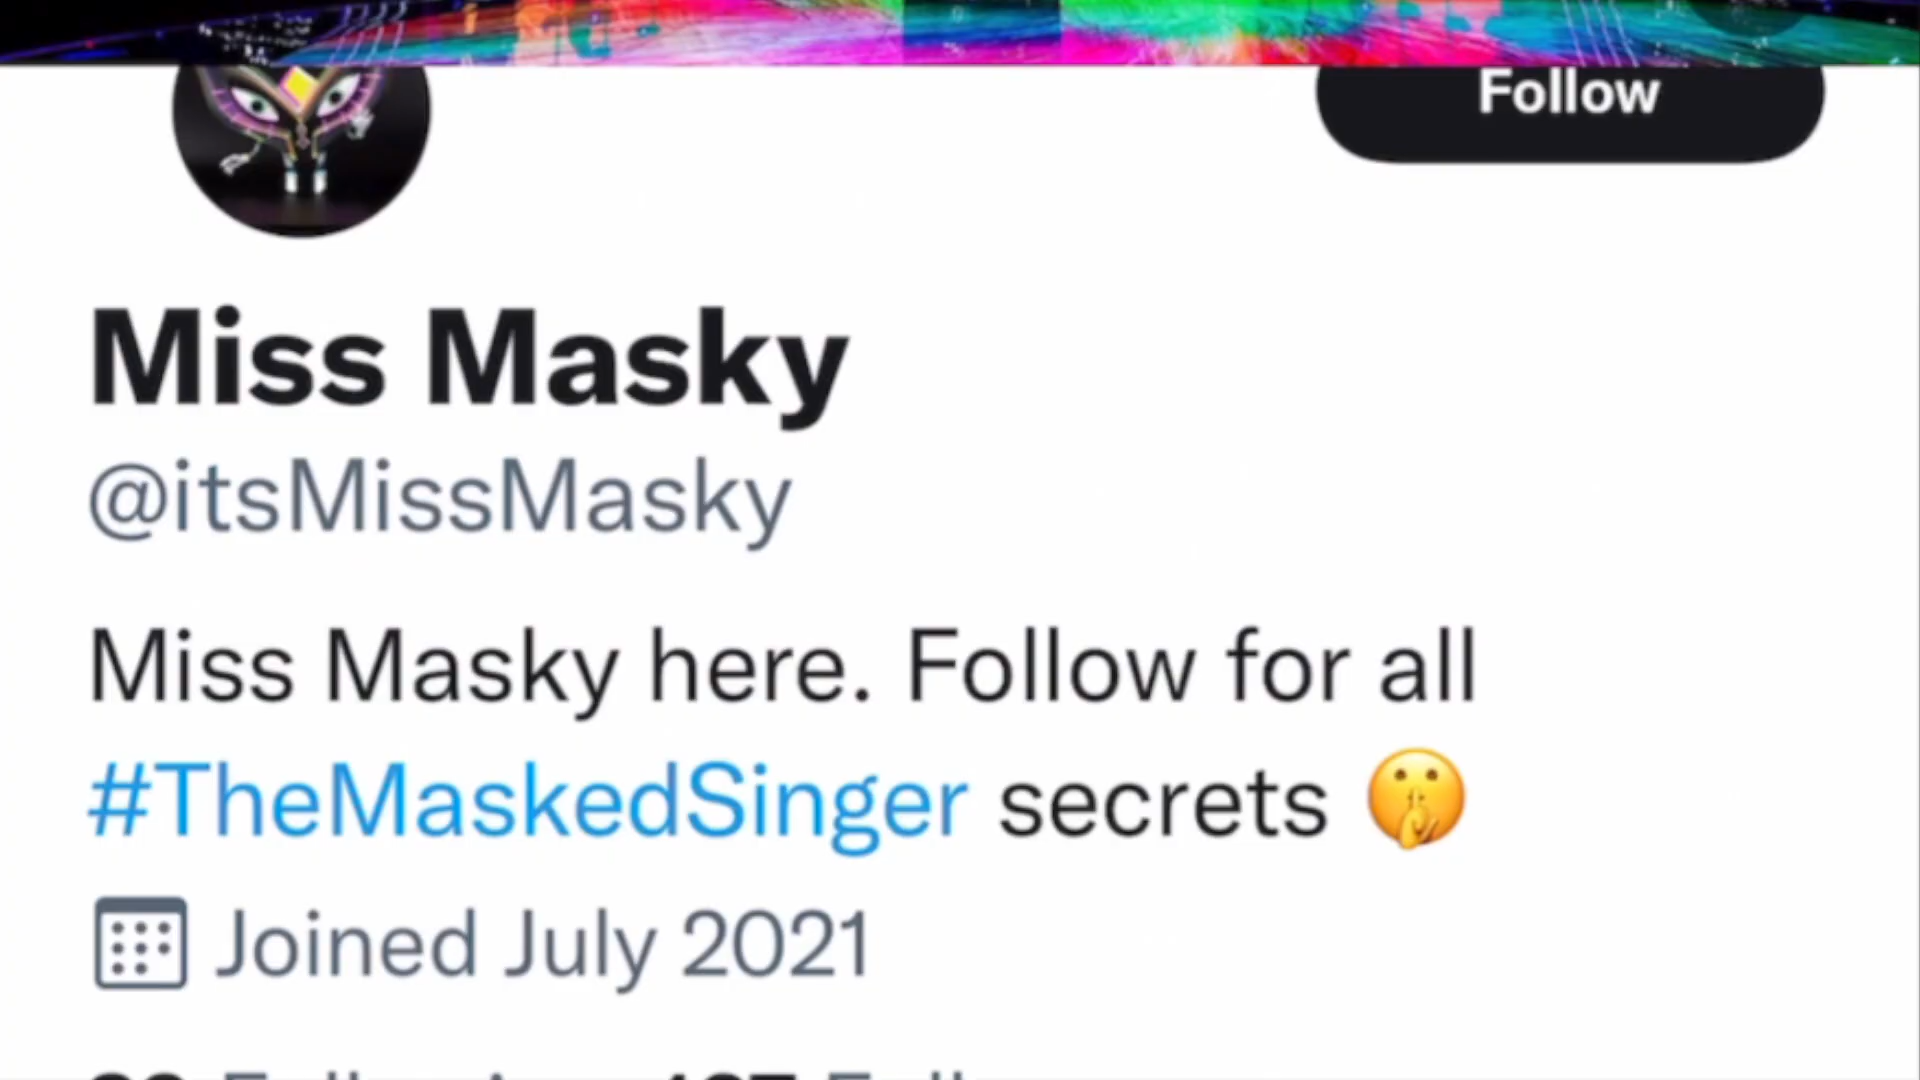 Follow
Miss Masky
@itsMissMasky
Miss Masky here. Follow for all
#TheMaskedSinger secrets 🤫
Joined July 2021